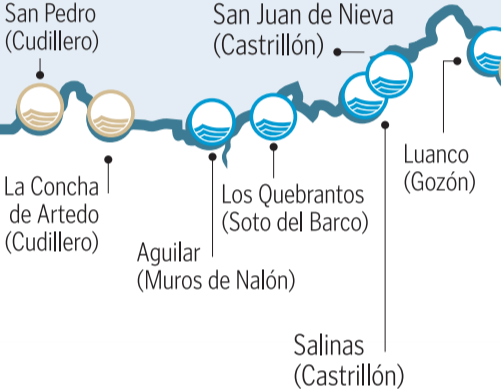 San Pedro
(Cudillero)
San Juan de Nieva
(Castrillón)
La Concha
de Artedo
(Cudillero)
Aguilar
(Muros de Nalón)
Los Quebrantos
(Soto del Barco)
Luanco
(Gozón)
Salinas
(Castrillón)